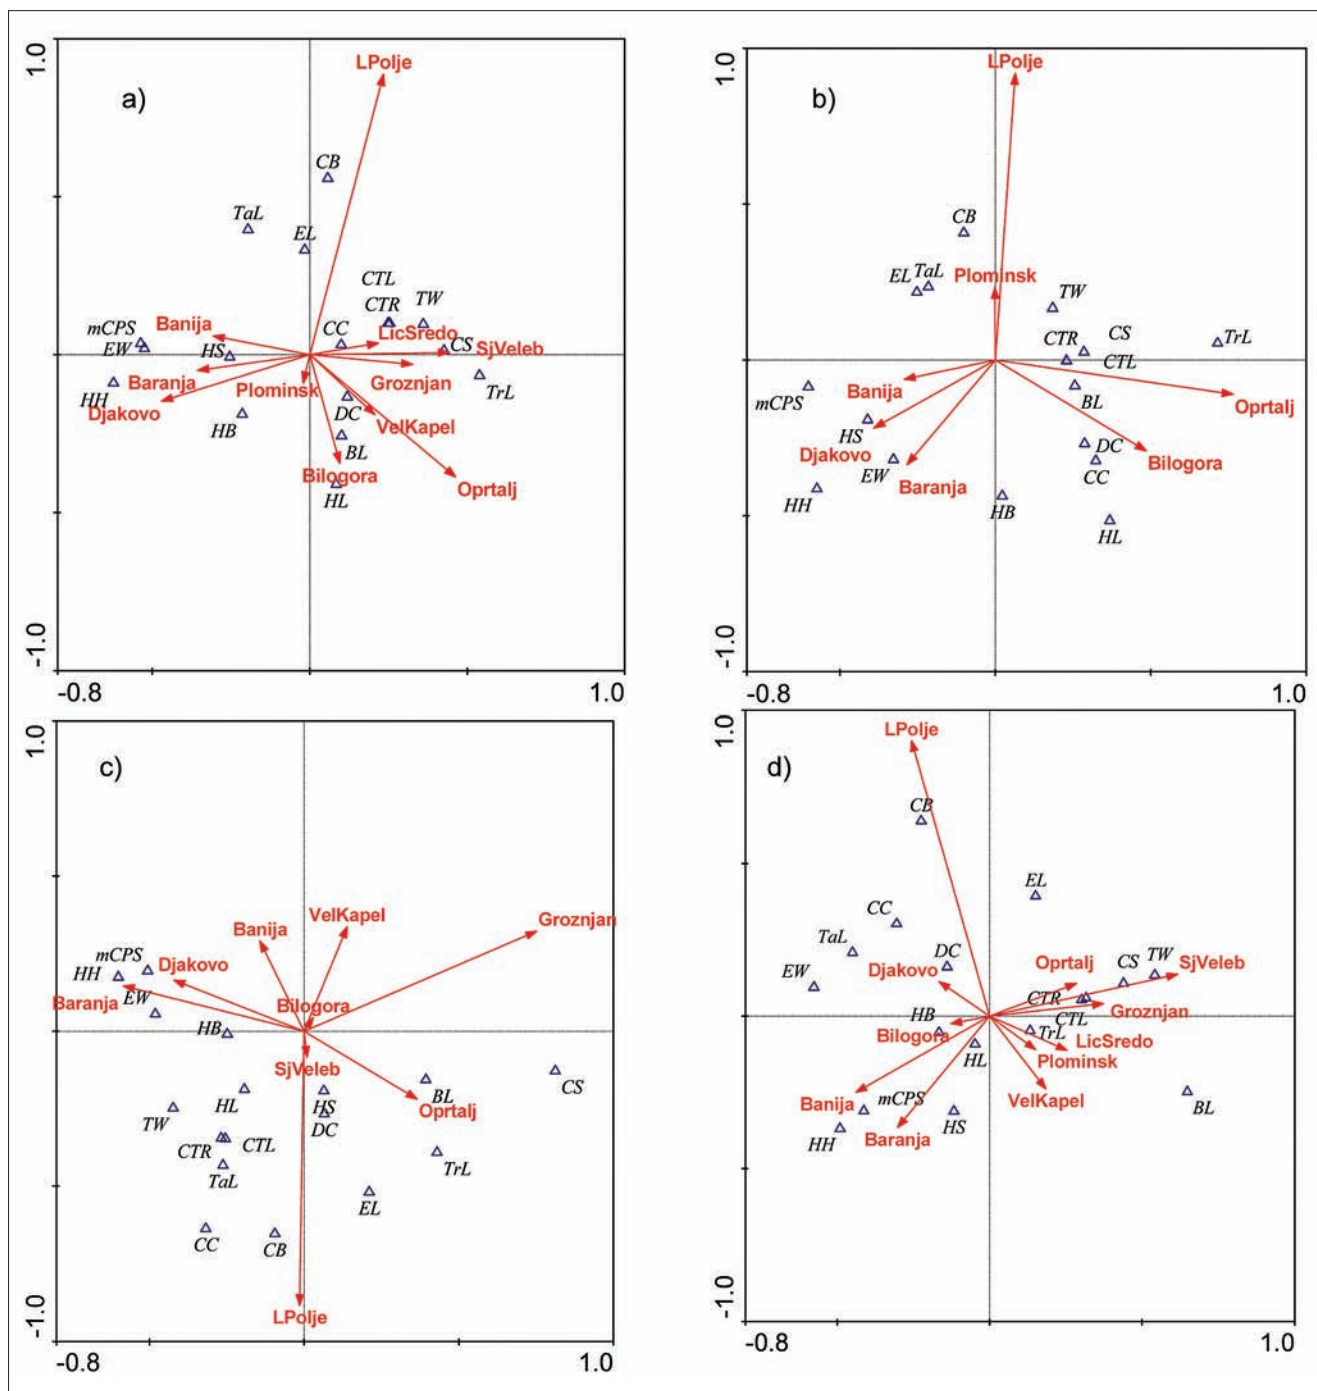 1.0
a)
LPolje
CB
TaL
EL
CTL
CTR
TW
CC
LicSredo
CS
SjVeleb
mCPS
Banija
EW
HS
Baranja
Plominsk
Groznjan
TrL
HH
Djakovo
HB
DC
VelKapel
BL
Bilogora
HL
Oprtalj
-1.0
-0.8
1.0
1.0
b)
LPolje
CB
EL
TaL
Plominsk
TW
CTR
CS
CTL
TrL
Banija
mCPS
BL
Oprtalj
HS
Djakovo
EW
Baranja
DC
CC
Bilogora
HH
HB
HL
-1.0
-0.8
1.0
1.0
c)
Banija
VelKapel
Groznjan
mCPS
HH
Djakovo
Baranja
EW
Bilogora
HB
SjVeleb
HL
HS
BL
CS
TW
DC
Oprtalj
CTR
CTL
TaL
TrL
EL
CC
CB
LPolje
-1.0
-0.8
1.0
1.0
d)
LPolje
CB
EL
CC
TaL
DC
EW
Djakovo
Oprtalj
CS
TW
SjVeleb
CTR
HB
CTL
Groznjan
Bilogora
TrL
LicSredo
HL
Plominsk
Banija
mCPS
VelKapel
BL
HH
Baranja
HS
-1.0
-0.8
1.0